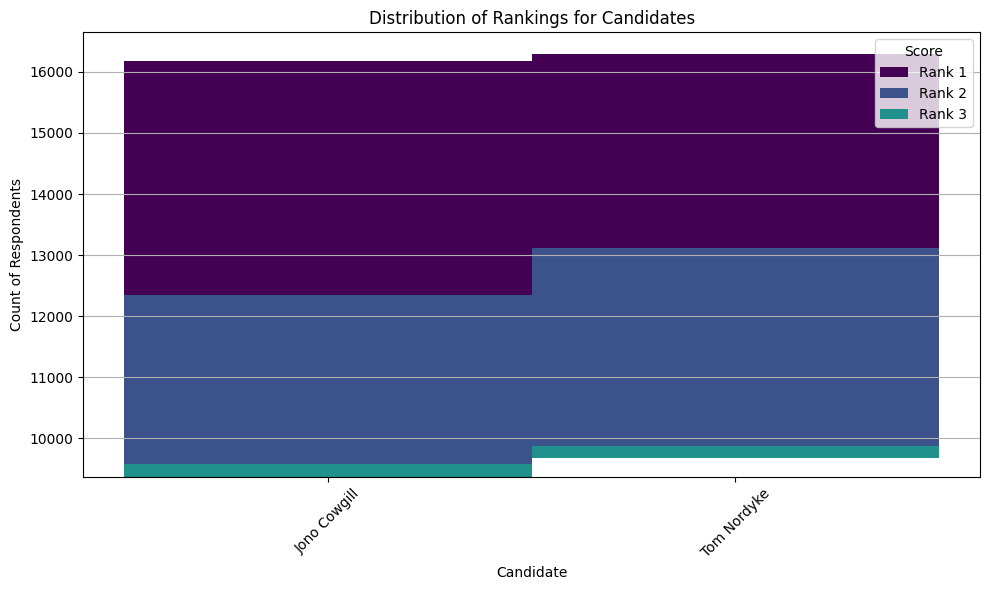 Distribution of Rankings for Candidates
Score
Rank 1
Rank 2
Rank 3
16000
15000
14000
13000
12000
11000
10000
Count of Respondents
Jono Cowgill
Tom Nordyke
Candidate